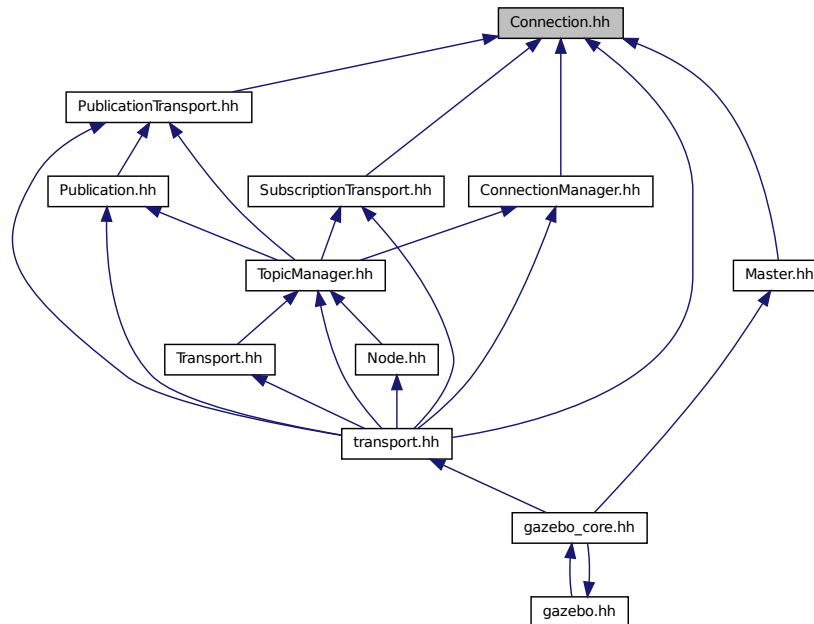 Connection.hh
PublicationTransport.hh
Publication.hh
SubscriptionTransport.hh
ConnectionManager.hh
TopicManager.hh
Master.hh
Transport.hh
Node.hh
transport.hh
gazebo_core.hh
gazebo.hh